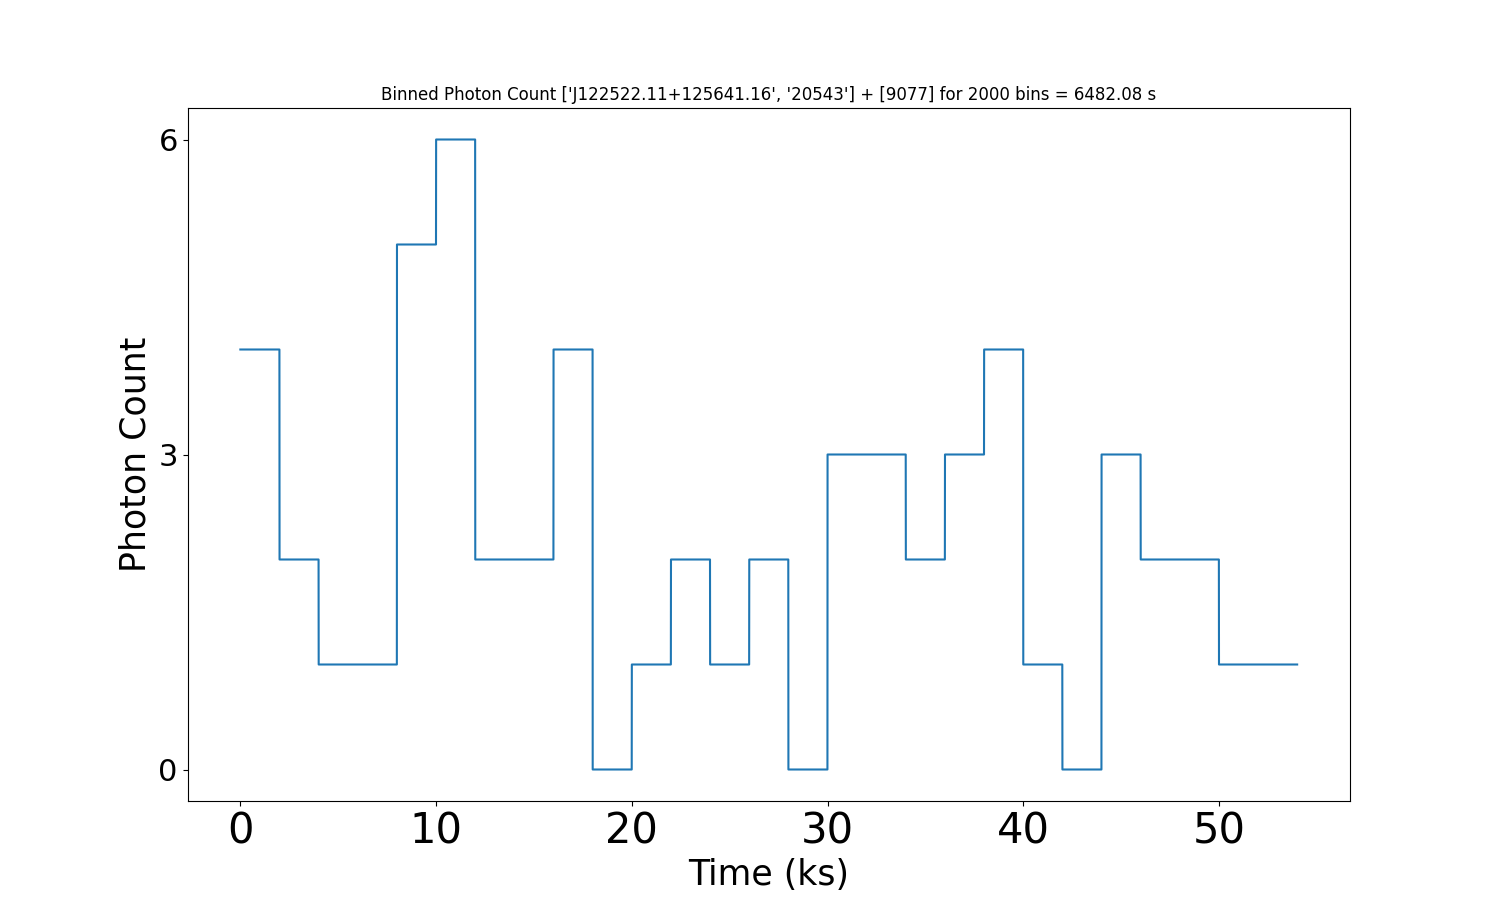 Binned Photon Count ['J122522.11+125641.16', '20543'] + [9077] for 2000 bins = 6482.08 s
6
3
0
Photon Count
0 10 20 30 40 50
Time (ks)